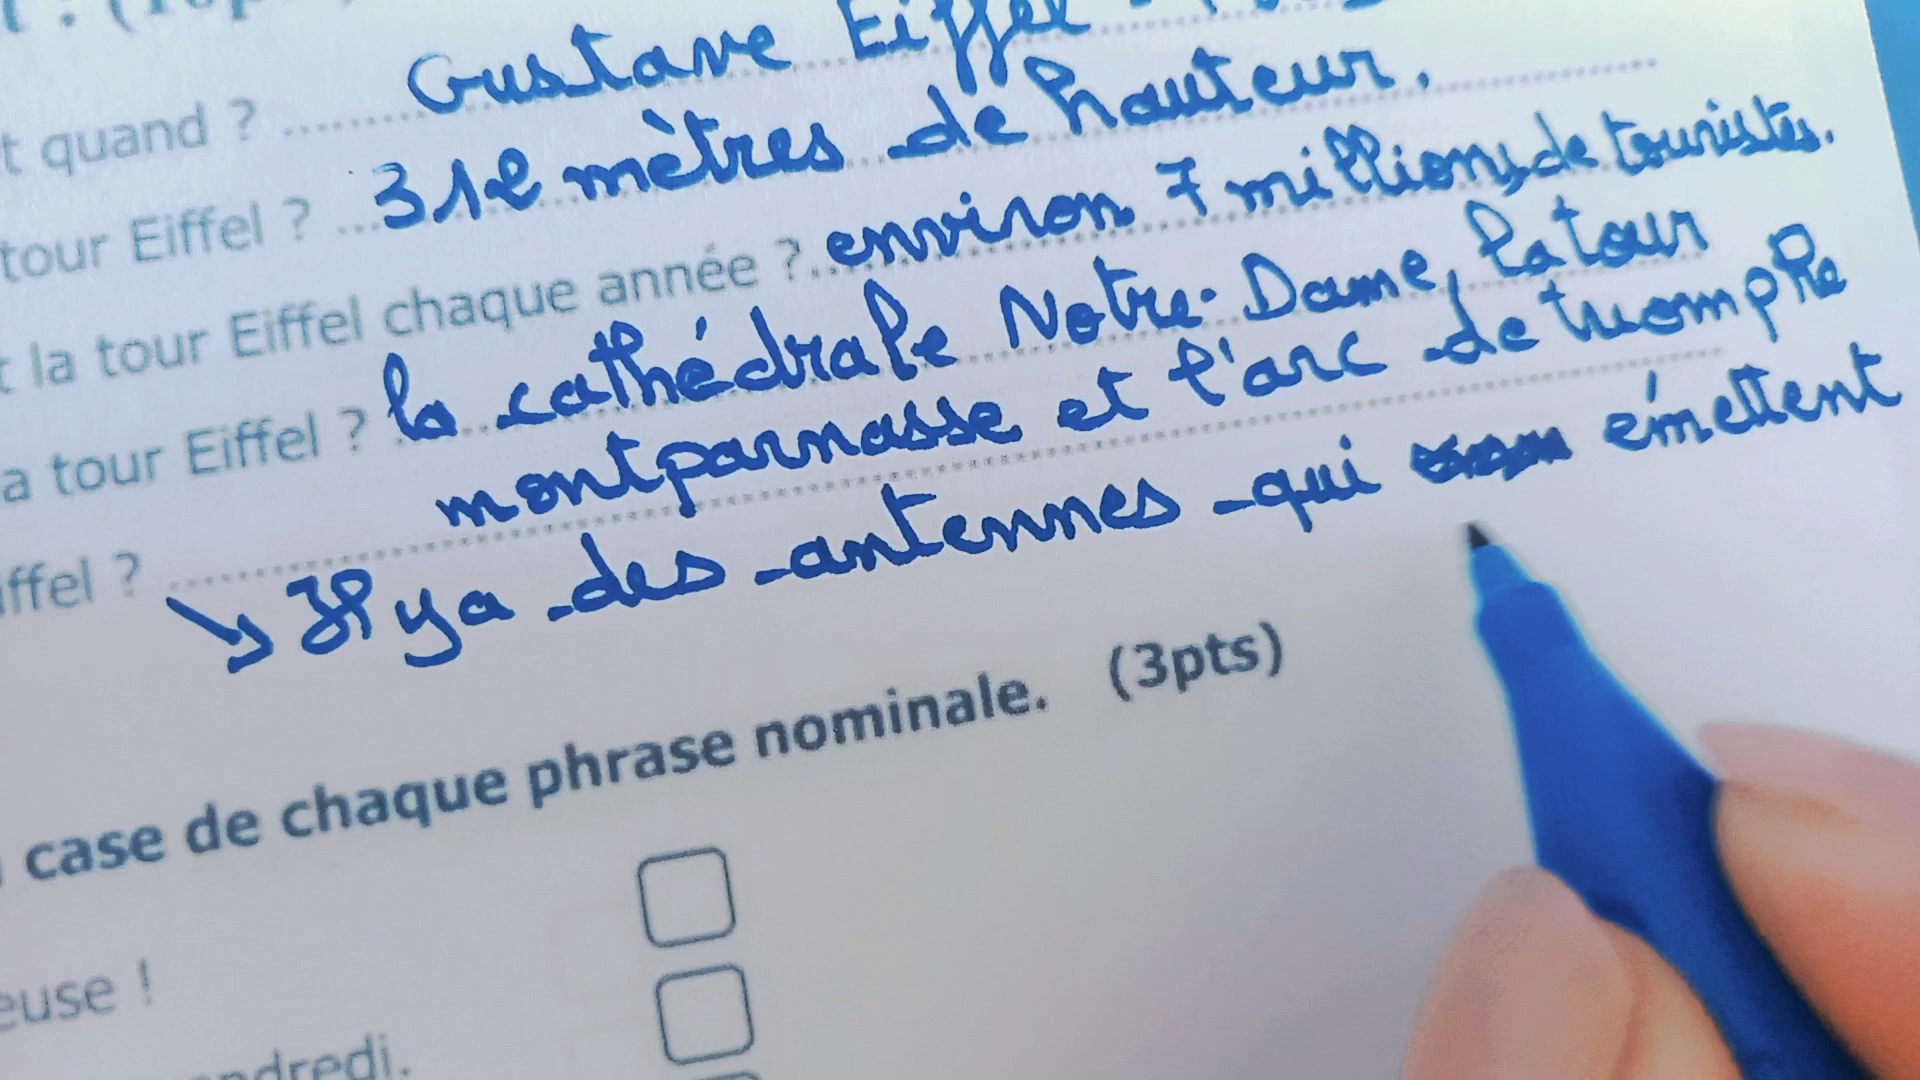 t quand ? Gustave Eiffel
tour Eiffel ? 312 mètres de hauteur.
t la tour Eiffel chaque année ? environ 7 millions de touristes.
a tour Eiffel ? la cathédrale Notre-Dame, la tour
montparnasse et l'arc de triomphe
iffel ?
→ Il y a des antennes qui émettent
case de chaque phrase nominale. (3pts)
euse !
ndredi.